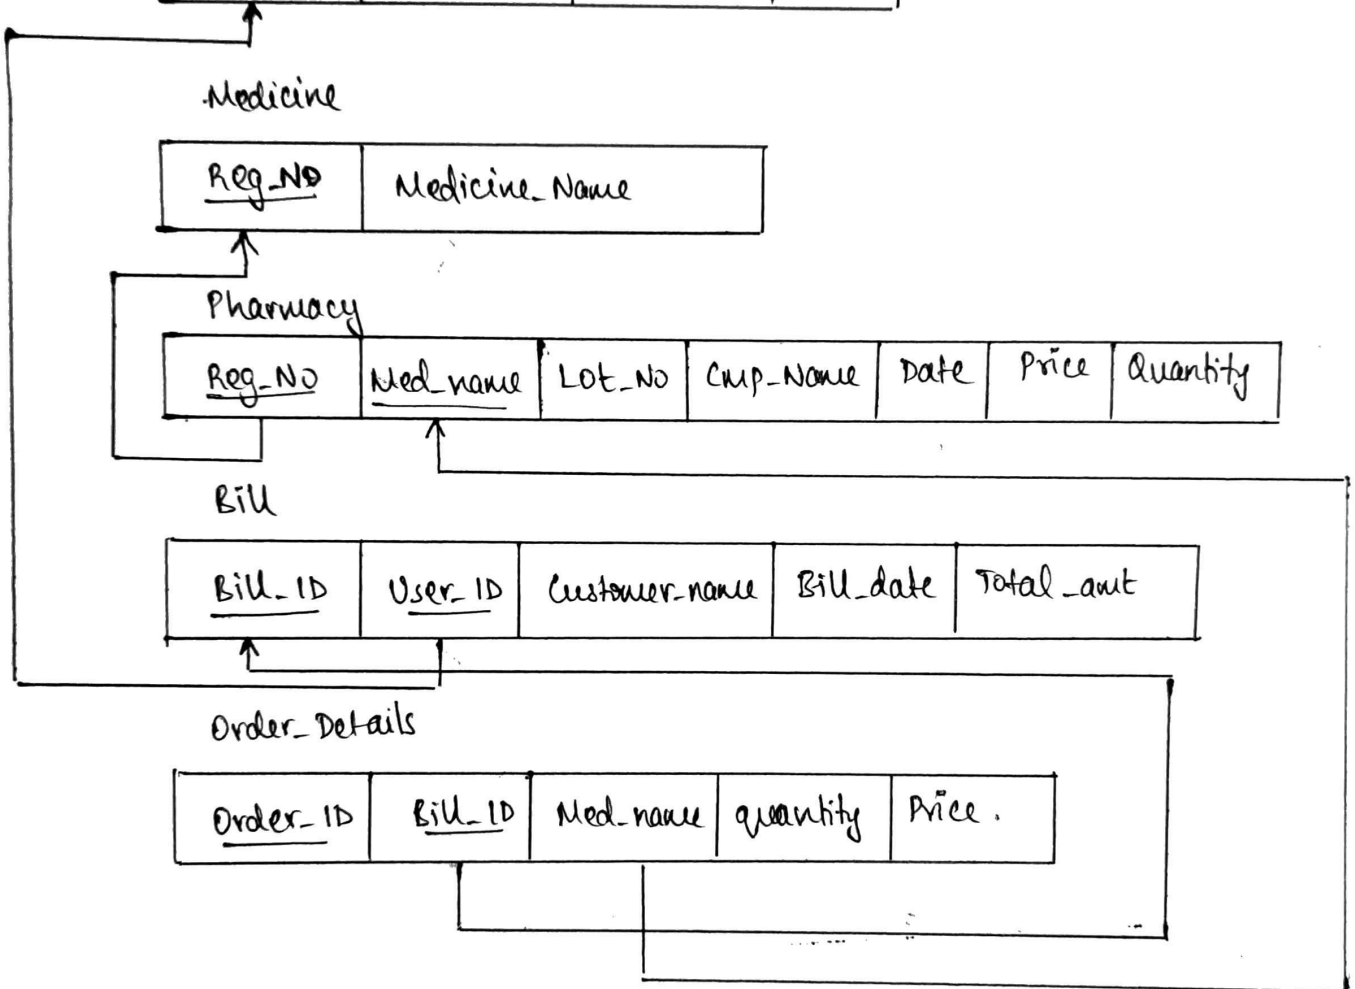 Medicine
Reg_No Medicine_Name
Pharmacy
Reg_No Med_name Lot_No Cmp_Name Date Price Quantity
Bill
Bill_ID User_ID Customer_name Bill_date Total_amt
Order_Details
Order_ID Bill_ID Med_name quantity Price.